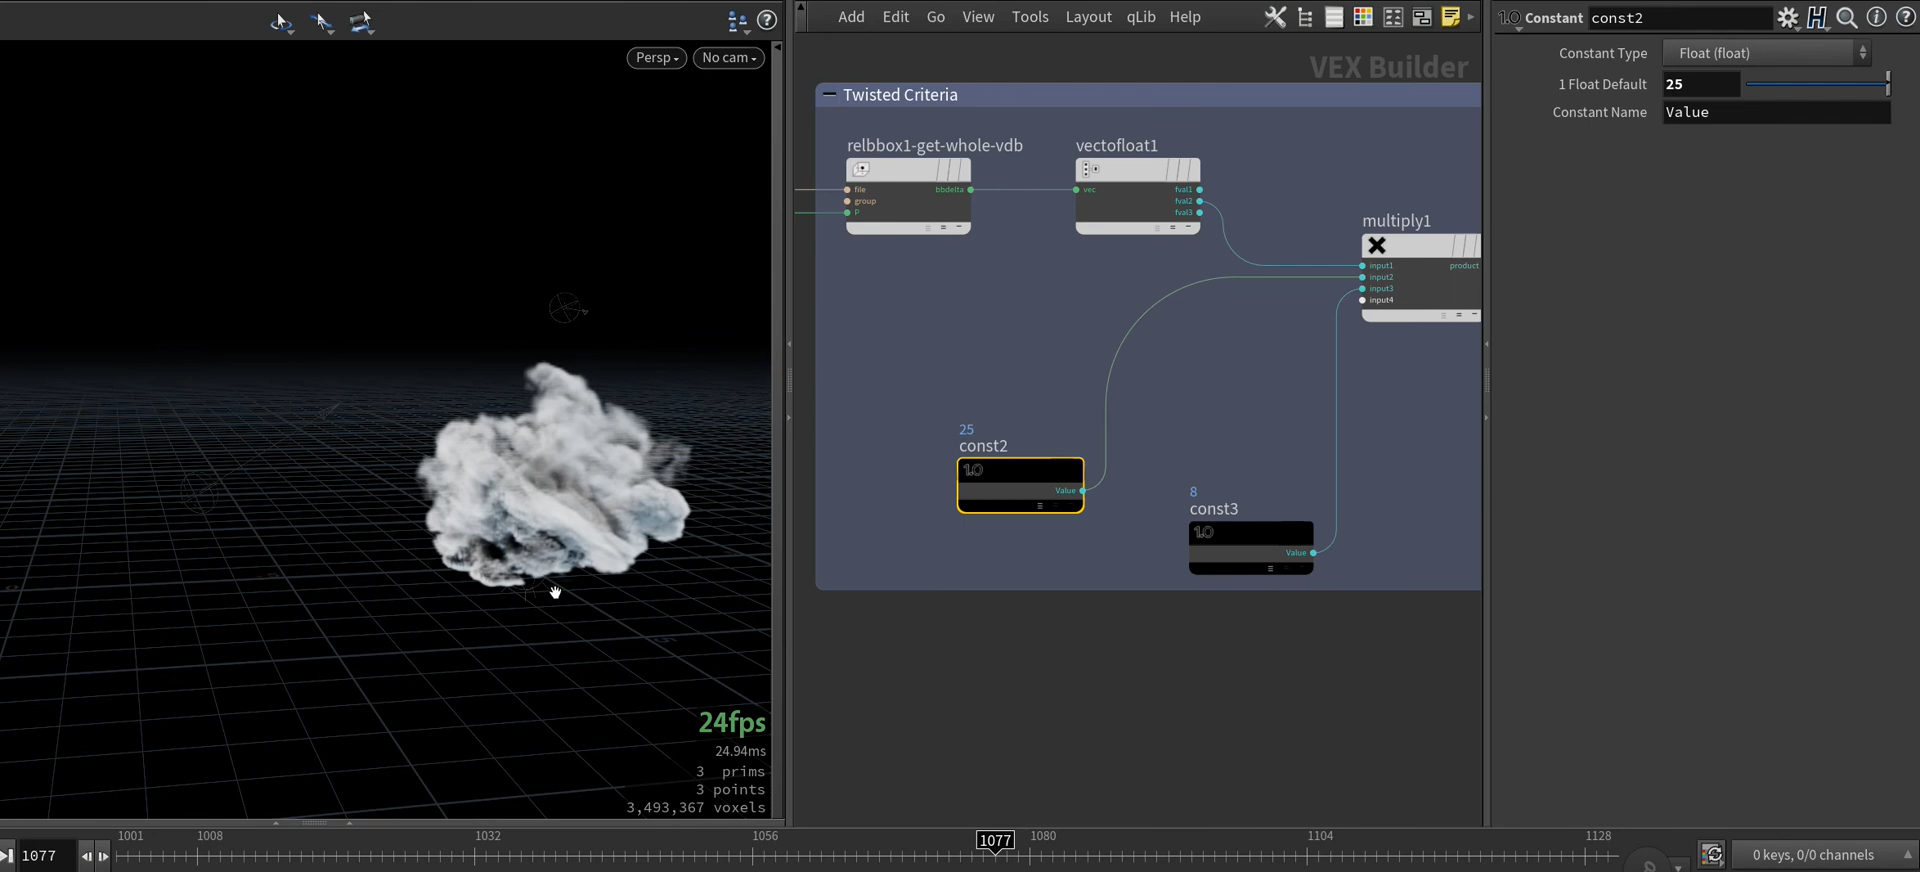 Add Edit Go View Tools Layout qLib Help
1.0 Constant const2
Persp
No cam
VEX Builder
Constant Type Float (float)
1 Float Default 25
Constant Name Value
Twisted Criteria
relbbox1-get-whole-vdb
file bbdelta
group
P
vectofloat1
vec fval1
fval2
fval3
multiply1
input1 product
input2
input3
input4
25
const2
1.0
Value
8
const3
1.0
Value
24fps
24.94ms
3 prims
3 points
3,493,367 voxels
1001 1008 1032 1056 1077 1080 1104 1128
1077
0 keys, 0/0 channels